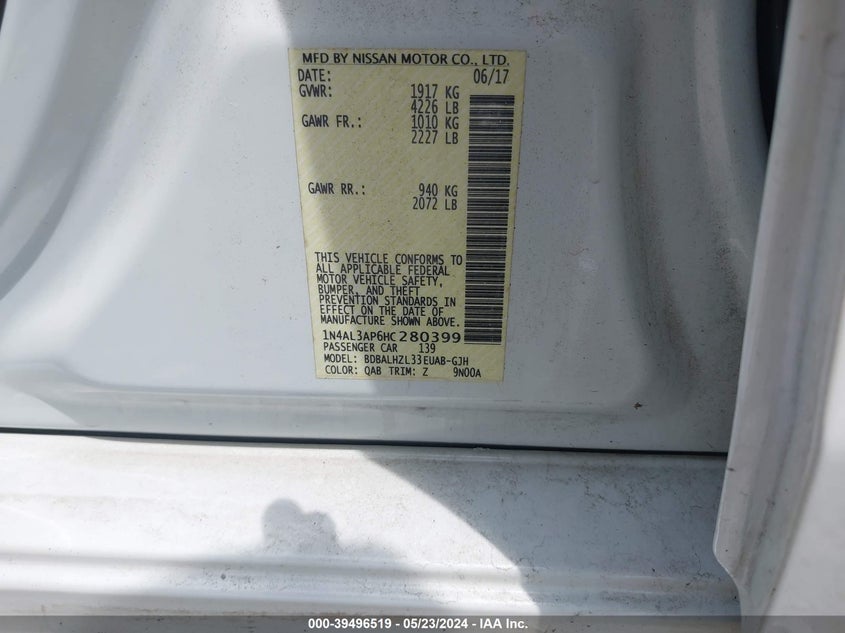 MFD BY NISSAN MOTOR CO., LTD.
DATE: 06/17
GVWR: 1917 KG
4226 LB
GAWR FR.: 1010 KG
2227 LB
GAWR RR.: 940 KG
2072 LB
THIS VEHICLE CONFORMS TO
ALL APPLICABLE FEDERAL
MOTOR VEHICLE SAFETY,
BUMPER, AND THEFT
PREVENTION STANDARDS IN
EFFECT ON THE DATE OF
MANUFACTURE SHOWN ABOVE.
1N4AL3AP6HC280399
PASSENGER CAR 139
MODEL: BDBALHZL33EUAB-GJH
COLOR: QAB TRIM: Z 9N00A
000-39496519 - 05/23/2024 - IAA Inc.